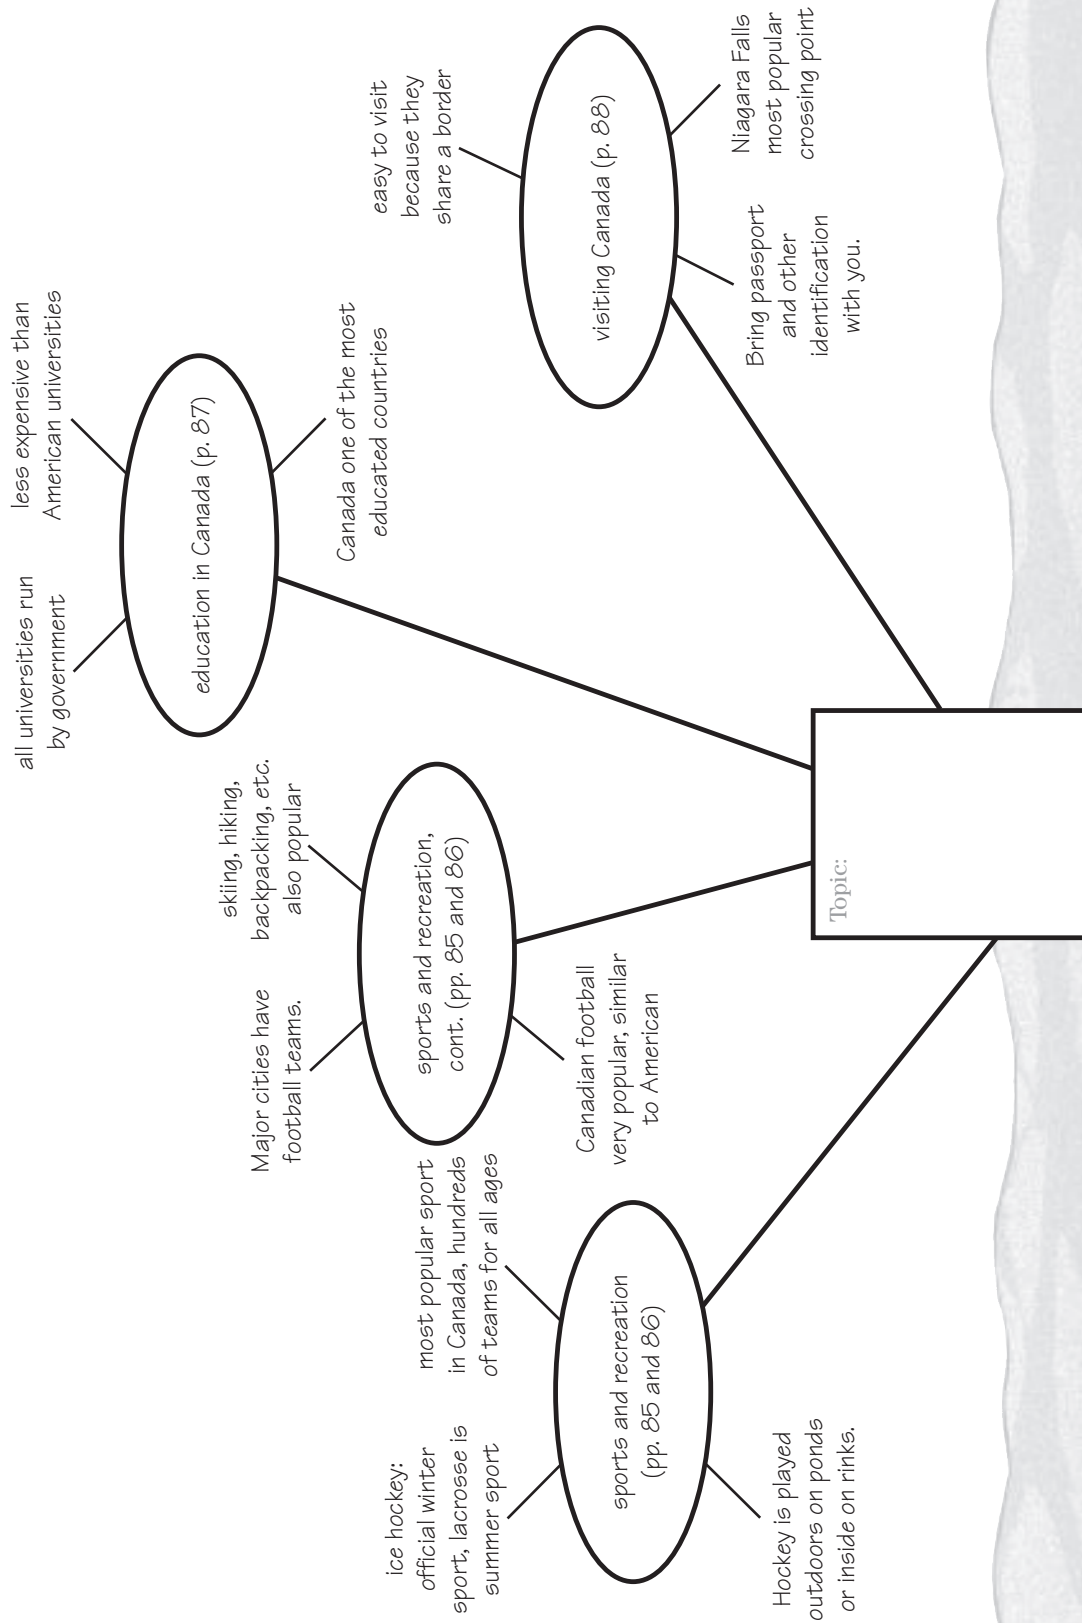 ice hockey:
official winter
sport, lacrosse is
summer sport
most popular sport
in Canada, hundreds
of teams for all ages
sports and recreation
(pp. 85 and 86)
Hockey is played
outdoors on ponds
or inside on rinks.
Major cities have
football teams.
skiing, hiking,
backpacking, etc.
also popular
sports and recreation,
cont. (pp. 85 and 86)
Canadian football
very popular, similar
to American
all universities run
by government
less expensive than
American universities
education in Canada (p. 87)
Canada one of the most
educated countries
easy to visit
because they
share a border
visiting Canada (p. 88)
Bring passport
and other
identification
with you.
Niagara Falls
most popular
crossing point
Topic: